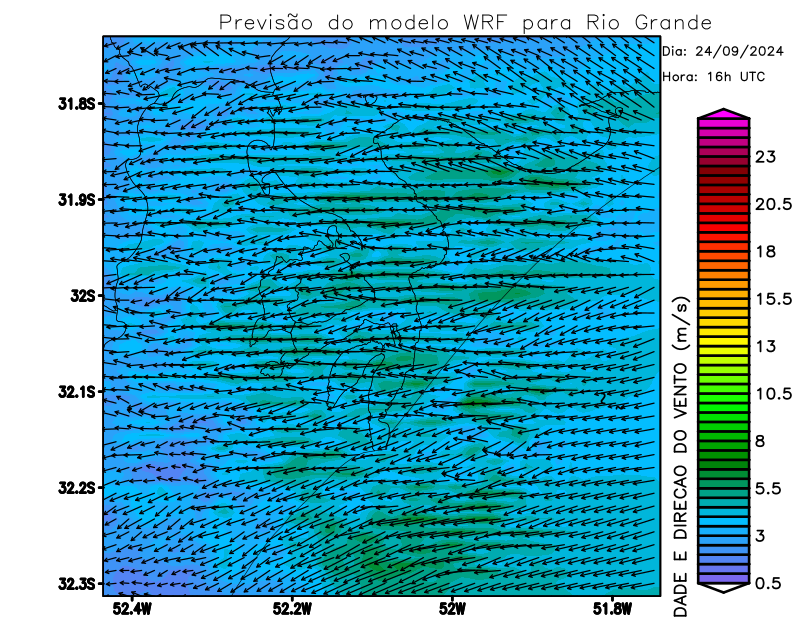 Previsão do modelo WRF para Rio Grande
Dia: 24/09/2024
Hora: 16h UTC
31.8S
31.9S
32S
32.1S
32.2S
32.3S
52.4W
52.2W
52W
51.8W
23
20.5
18
15.5
13
10.5
8
5.5
3
0.5
DADE E DIRECAO DO VENTO (m/s)